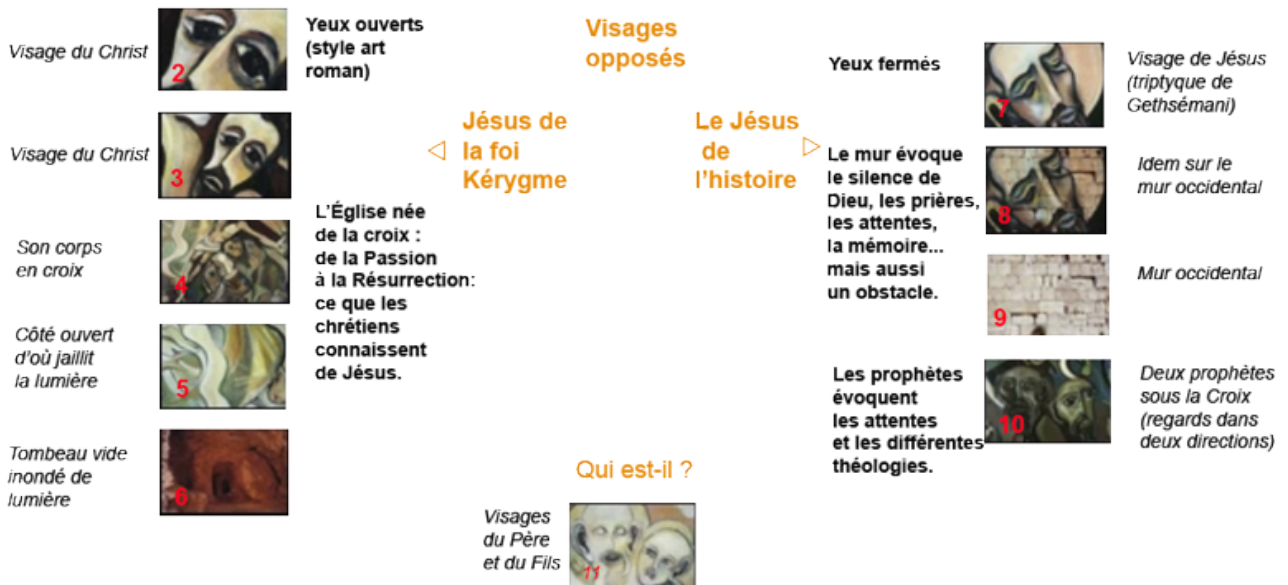 Visage du Christ
2
Yeux ouverts
(style art
roman)
Visage du Christ
3
Son corps
en croix
4
L'Église née
de la croix :
de la Passion
à la Résurrection:
ce que les
chrétiens
connaissent
de Jésus.
Côté ouvert
d'où jaillit
la lumière
5
Tombeau vide
inondé de
lumière
6
Visages
opposés
Jésus de
la foi
Kérygme
Le Jésus
de
l'histoire
Yeux fermés
7
Visage de Jésus
(triptyque de
Gethsémani)
Le mur évoque
le silence de
Dieu, les prières,
les attentes,
la mémoire...
mais aussi
un obstacle.
8
Idem sur le
mur occidental
9
Mur occidental
Les prophètes
évoquent
les attentes
et les différentes
théologies.
10
Deux prophètes
sous la Croix
(regards dans
deux directions)
Qui est-il ?
Visages
du Père
et du Fils
11